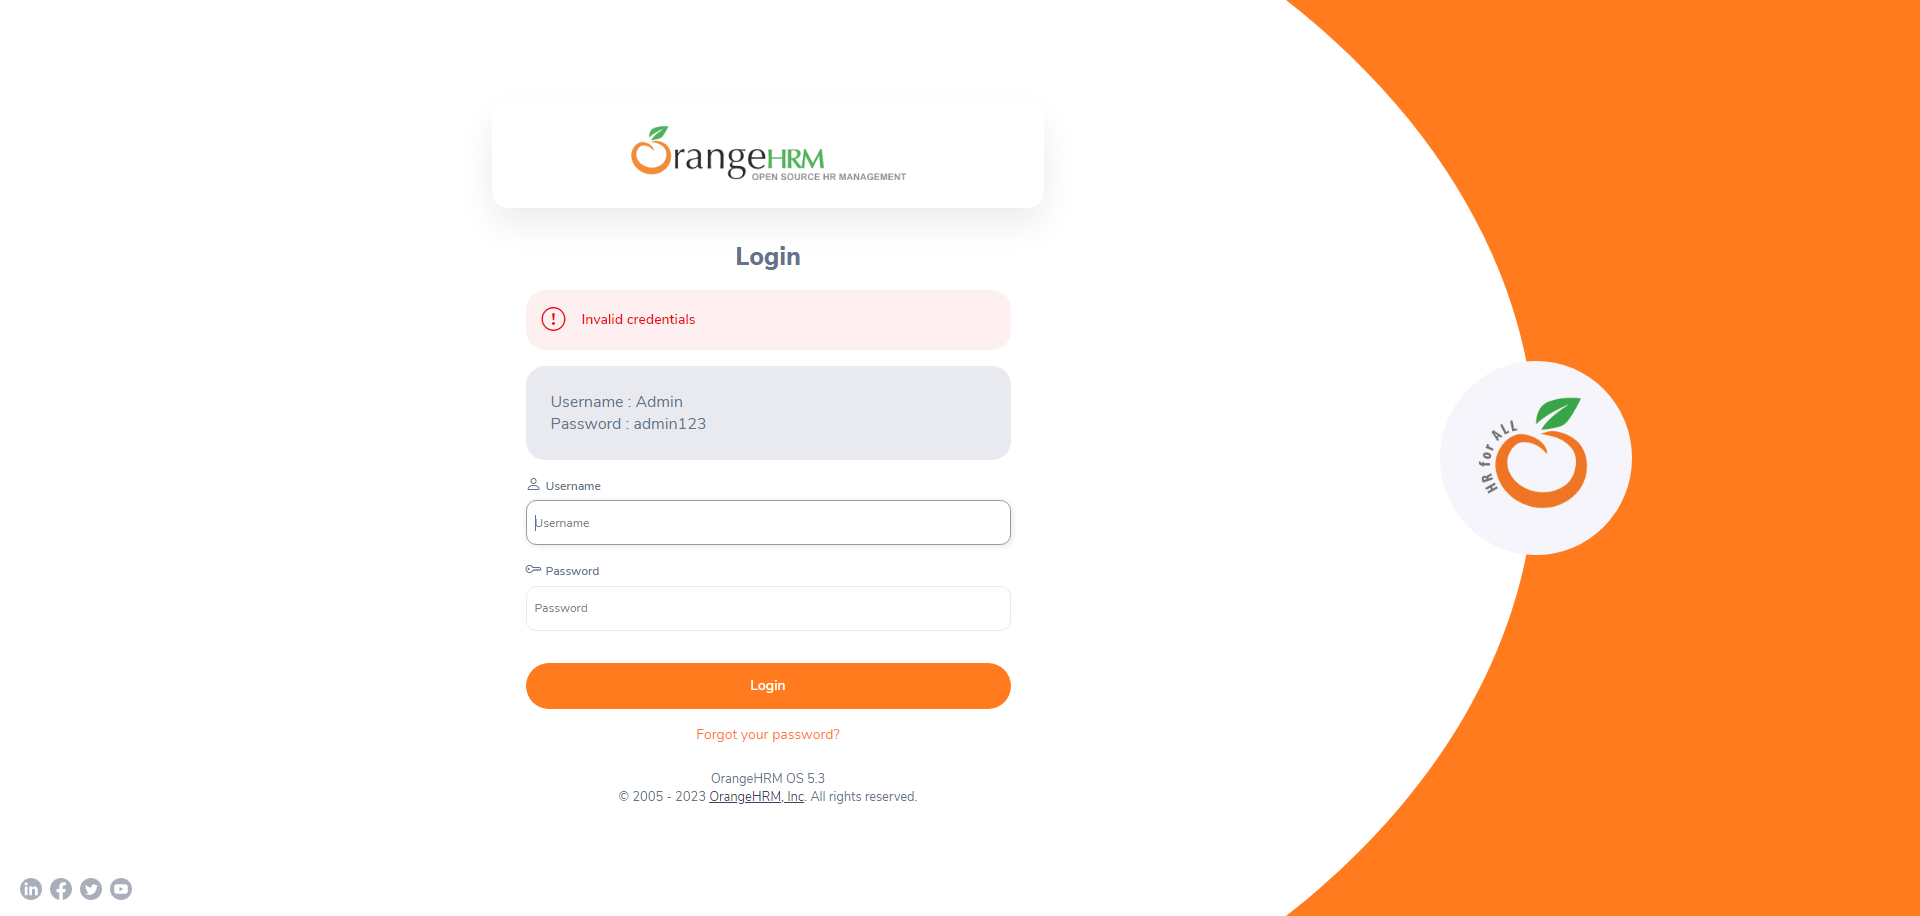 OrangeHRM
OPEN SOURCE HR MANAGEMENT
Login
Invalid credentials
Username : Admin
Password : admin123
Username
Username
Password
Password
Login
Forgot your password?
OrangeHRM OS 5.3
© 2005 - 2023 OrangeHRM, Inc. All rights reserved.
HR for ALL